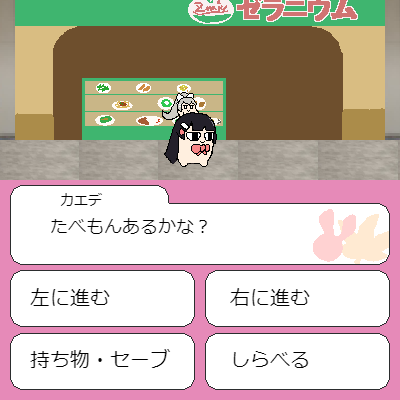 ゼラニウム
カエデ
たべもんあるかな？
左に進む
右に進む
持ち物・セーブ
しらべる